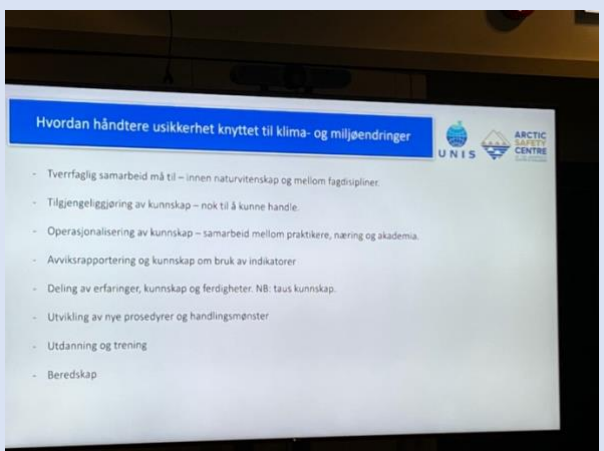 Hvordan håndtere usikkerhet knyttet til klima- og miljøendringer
UNIS
ARCTIC
SAFETY
CENTRE
- Tverrfaglig samarbeid må til – innen naturvitenskap og mellom fagdisipliner.
- Tilgjengeliggjøring av kunnskap – nok til å kunne handle.
- Operasjonalisering av kunnskap – samarbeid mellom praktikere, næring og akademia.
- Avviksrapportering og kunnskap om bruk av indikatorer
- Deling av erfaringer, kunnskap og ferdigheter. NB: taus kunnskap.
- Utvikling av nye prosedyrer og handlingsmønster
- Utdanning og trening
- Beredskap